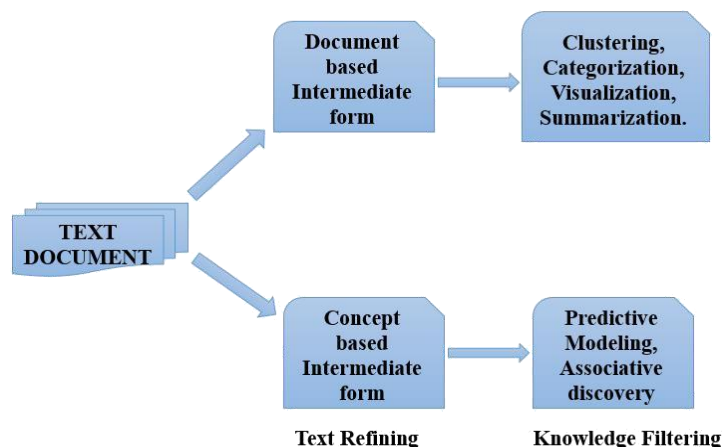 Document
based
Intermediate
form
Clustering,
Categorization,
Visualization,
Summarization.
TEXT
DOCUMENT
Concept
based
Intermediate
form
Predictive
Modeling,
Associative
discovery
Text Refining
Knowledge Filtering